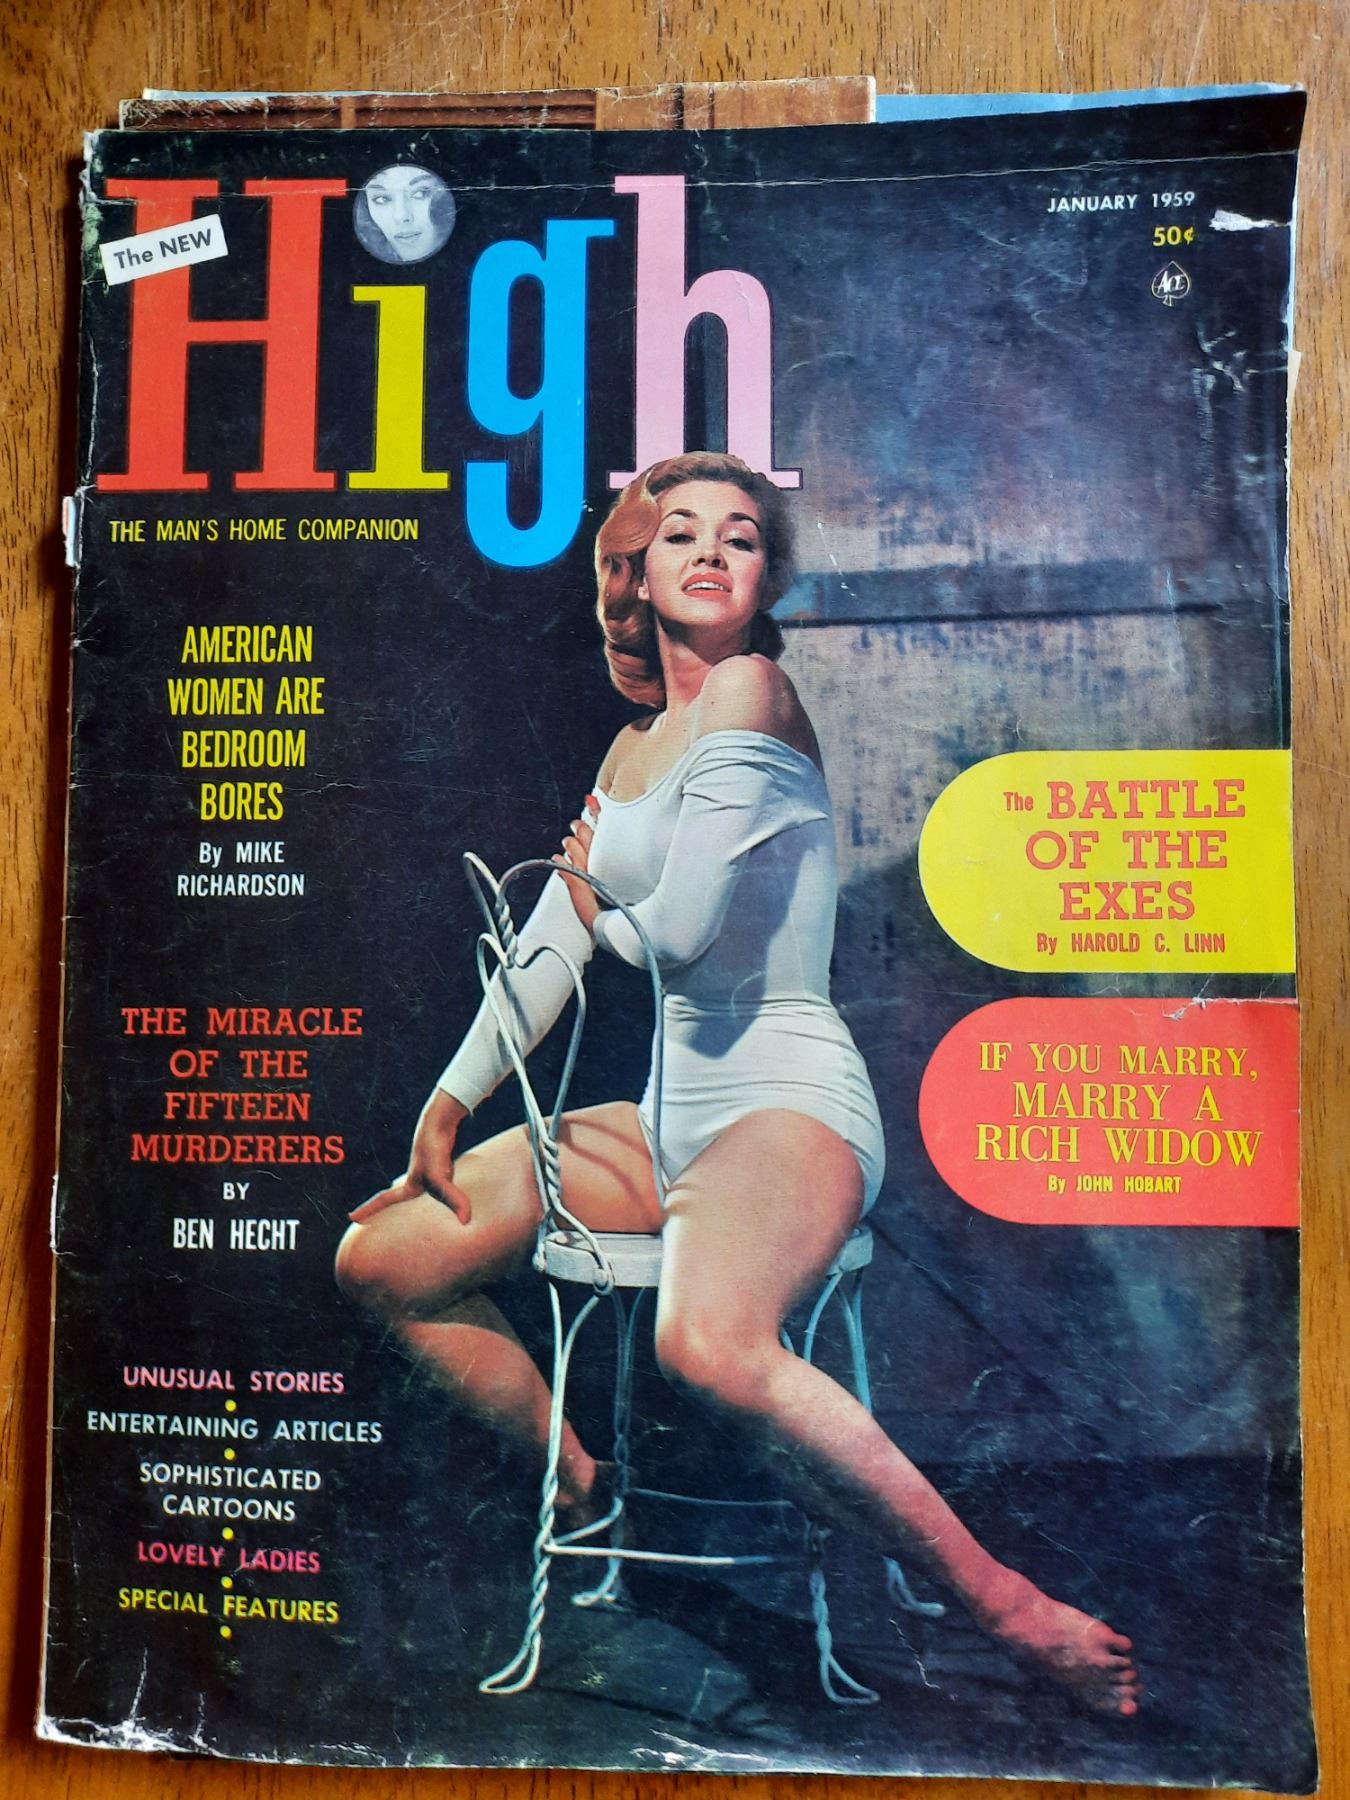 The NEW
High
JANUARY 1959
50¢
ACE
THE MAN'S HOME COMPANION
AMERICAN
WOMEN ARE
BEDROOM
BORES
By MIKE
RICHARDSON
The BATTLE
OF THE
EXES
By HAROLD C. LINN
THE MIRACLE
OF THE
FIFTEEN
MURDERERS
BY
BEN HECHT
IF YOU MARRY,
MARRY A
RICH WIDOW
By JOHN HOBART
UNUSUAL STORIES
ENTERTAINING ARTICLES
SOPHISTICATED
CARTOONS
LOVELY LADIES
SPECIAL FEATURES